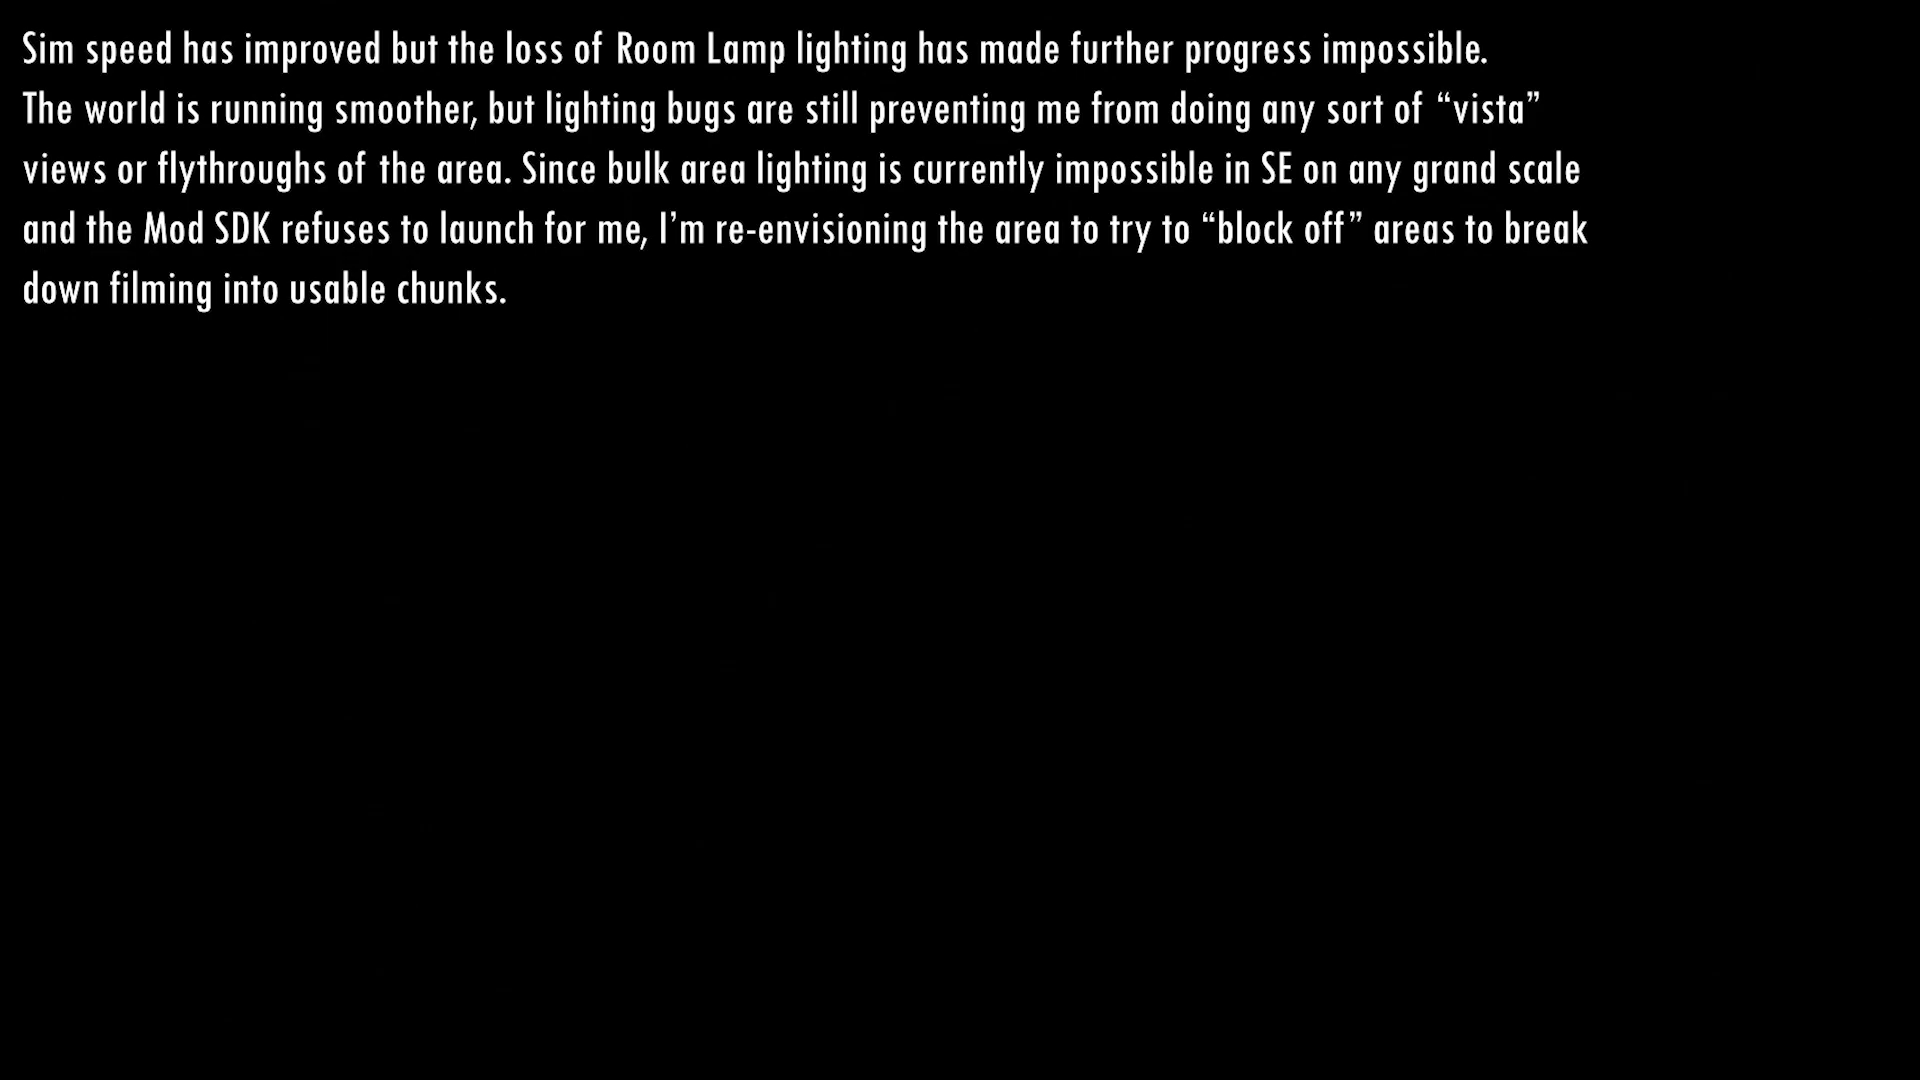 Sim speed has improved but the loss of Room Lamp lighting has made further progress impossible.
The world is running smoother, but lighting bugs are still preventing me from doing any sort of “vista”
views or flythroughs of the area. Since bulk area lighting is currently impossible in SE on any grand scale
and the Mod SDK refuses to launch for me, I’m re-envisioning the area to try to “block off” areas to break
down filming into usable chunks.